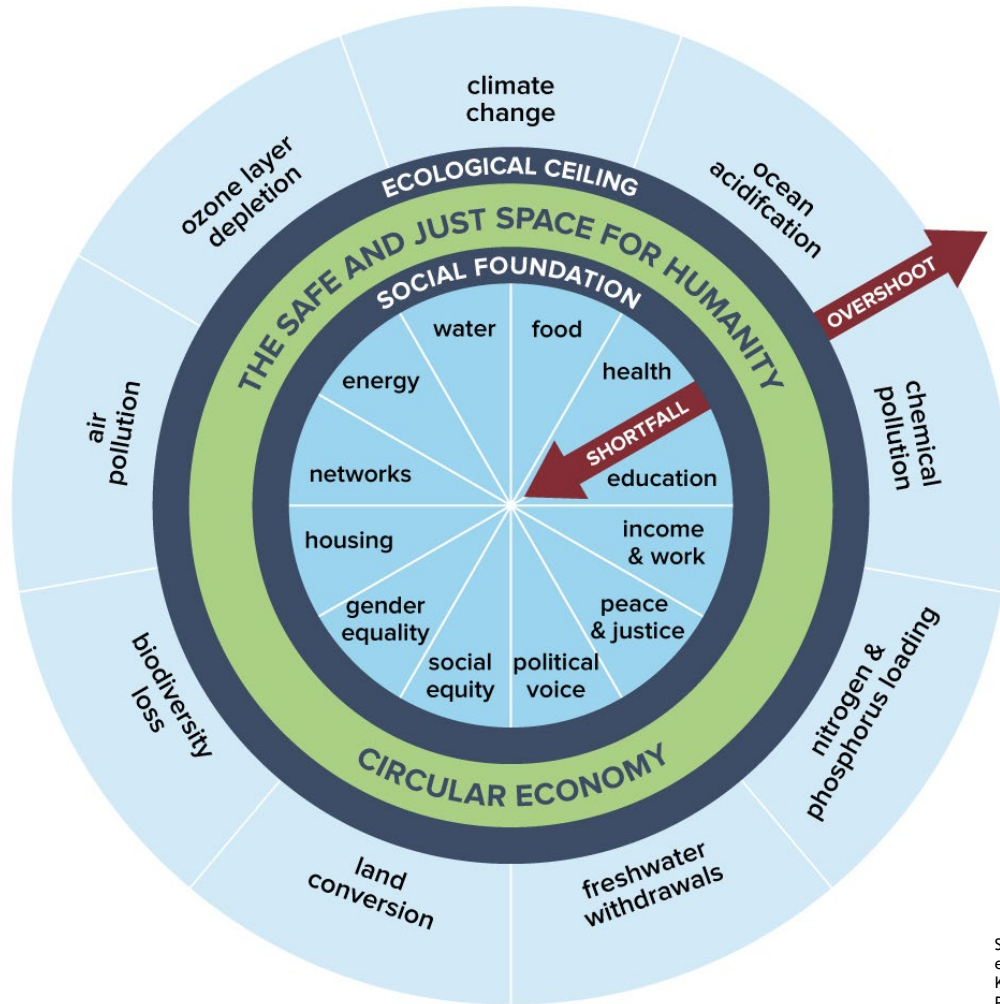 climate
change
ocean
acidifcation
OVERSHOOT
chemical
pollution
nitrogen &
phosphorus loading
freshwater
withdrawals
land
conversion
biodiversity
loss
air
pollution
ozone layer
depletion
ECOLOGICAL CEILING
THE SAFE AND JUST SPACE FOR HUMANITY
SOCIAL FOUNDATION
water
food
health
SHORTFALL
education
income
& work
peace
& justice
political
voice
social
equity
gender
equality
housing
networks
energy
CIRCULAR ECONOMY